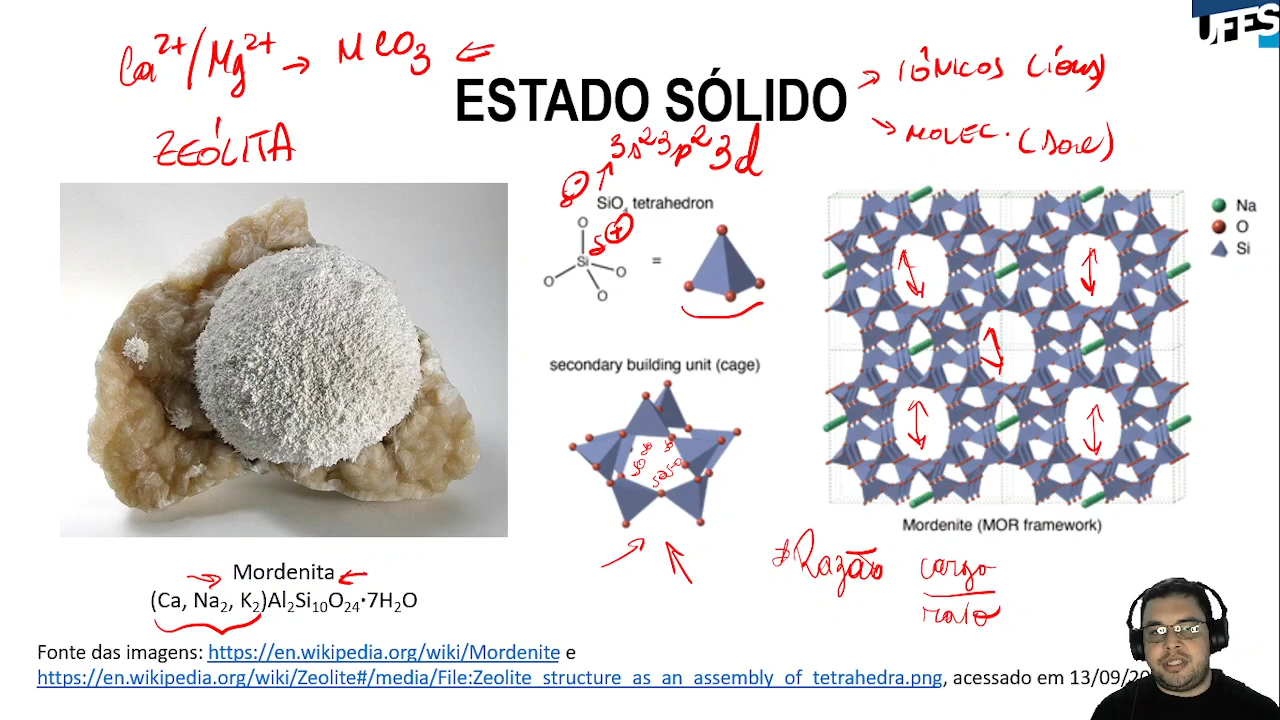 UFES
Ca2+/Mg2+ → MCO3 ←
ESTADO SÓLIDO
→ IÔNICOS (íons)
→ MOLEC. (
ZEÓLITA
3s2 3p2 3d
SiO4 tetrahedron
O
Si
O
O
O
=
δ-
δ+
secondary building unit (cage)
Na
O
Si
Mordenite (MOR framework)
*Razão carga
raio
Mordenita
(Ca, Na2, K2)Al2Si10O24·7H2O
Fonte das imagens: https://en.wikipedia.org/wiki/Mordenite e
https://en.wikipedia.org/wiki/Zeolite#/media/File:Zeolite_structure_as_an_assembly_of_tetrahedra.png, acessado em 13/09/20